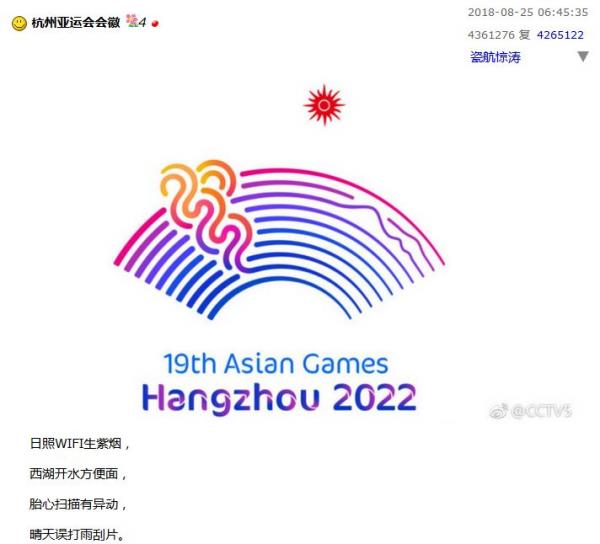 杭州亚运会会徽 4
2018-08-25 06:45:35
4361276 复 4265122
瓷航惊涛
19th Asian Games
Hangzhou 2022
@CCTV5
日照WIFI生紫烟，
西湖开水方便面，
胎心扫描有异动，
晴天误打雨刮片。